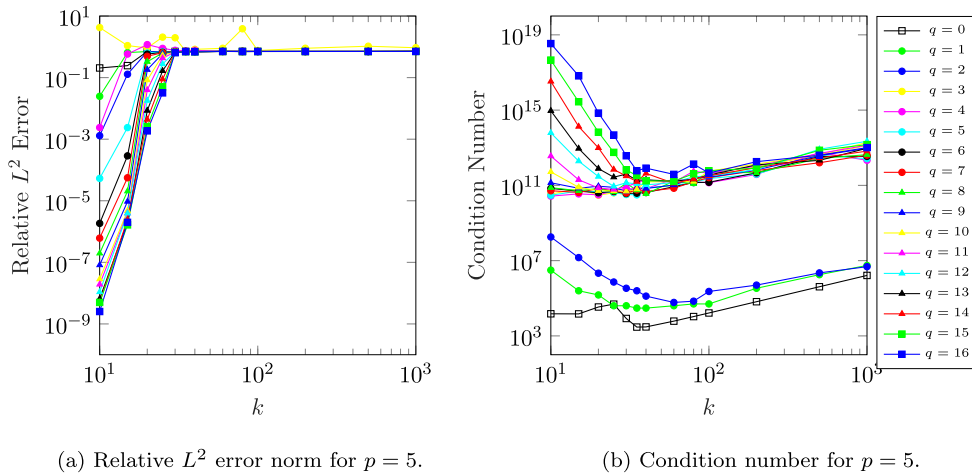 10^1
10^-1
10^-3
10^-5
10^-7
10^-9
Relative L^2 Error
10^1 10^2 10^3
k
10^19
10^15
10^11
10^7
10^3
Condition Number
10^1 10^2 10^3
k
q = 0
q = 1
q = 2
q = 3
q = 4
q = 5
q = 6
q = 7
q = 8
q = 9
q = 10
q = 11
q = 12
q = 13
q = 14
q = 15
q = 16
(a) Relative L^2 error norm for p = 5.
(b) Condition number for p = 5.